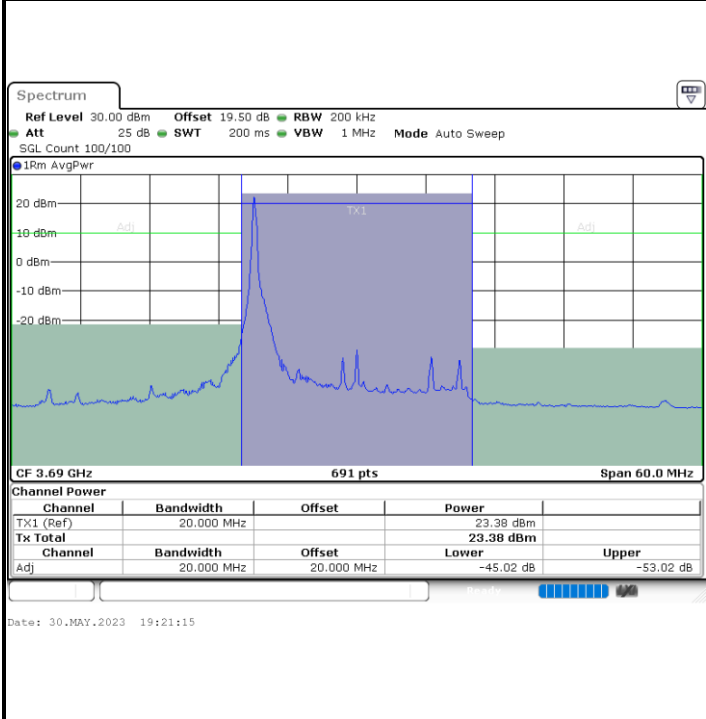 Spectrum
Ref Level 30.00 dBm Offset 19.50 dB RBW 200 kHz
Att 25 dB SWT 200 ms VBW 1 MHz Mode Auto Sweep
SGL Count 100/100
1Rm AvgPwr
20 dBm
TX1
Adj
Adj
10 dBm
0 dBm
-10 dBm
-20 dBm
CF 3.69 GHz 691 pts Span 60.0 MHz
Channel Power
Channel Bandwidth Offset Power
TX1 (Ref) 20.000 MHz 23.38 dBm
Tx Total 23.38 dBm
Channel Bandwidth Offset Lower Upper
Adj 20.000 MHz 20.000 MHz -45.02 dB -53.02 dB
Ready
Date: 30.MAY.2023 19:21:15